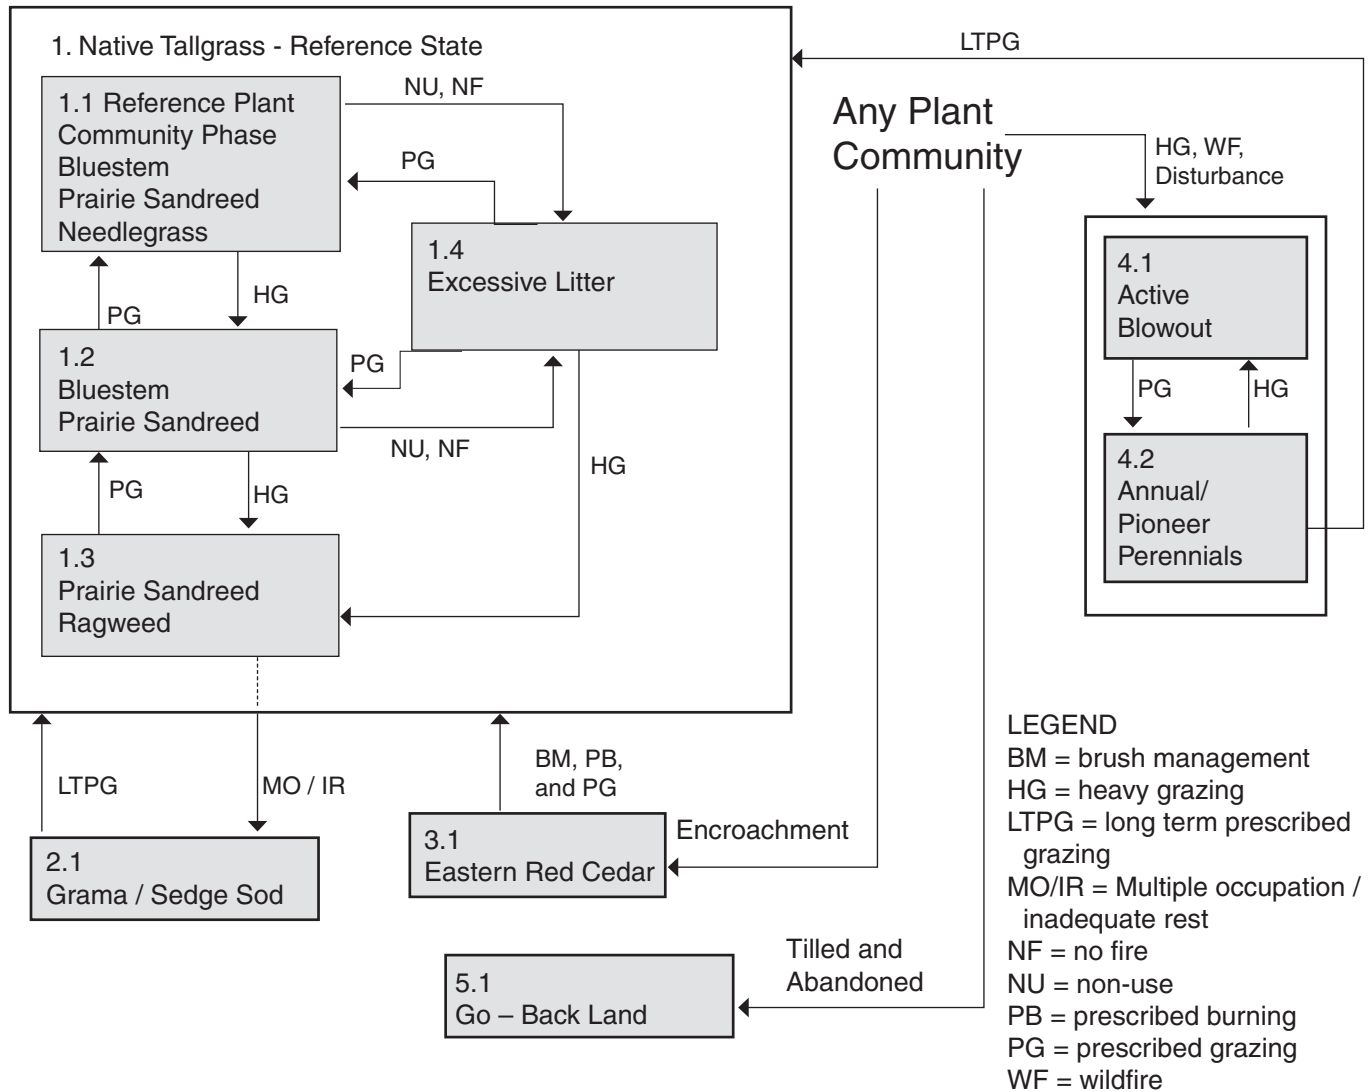 1. Native Tallgrass - Reference State
1.1 Reference Plant
Community Phase
Bluestem
Prairie Sandreed
Needlegrass
NU, NF
PG
1.4
Excessive Litter
PG
HG
1.2
Bluestem
Prairie Sandreed
PG
NU, NF
HG
PG
HG
1.3
Prairie Sandreed
Ragweed
LTPG
MO / IR
2.1
Grama / Sedge Sod
BM, PB,
and PG
3.1
Eastern Red Cedar
Encroachment
5.1
Go – Back Land
Tilled and
Abandoned
LTPG
Any Plant
Community
HG, WF,
Disturbance
4.1
Active
Blowout
PG
HG
4.2
Annual/
Pioneer
Perennials
LEGEND
BM = brush management
HG = heavy grazing
LTPG = long term prescribed
grazing
MO/IR = Multiple occupation /
inadequate rest
NF = no fire
NU = non-use
PB = prescribed burning
PG = prescribed grazing
WF = wildfire